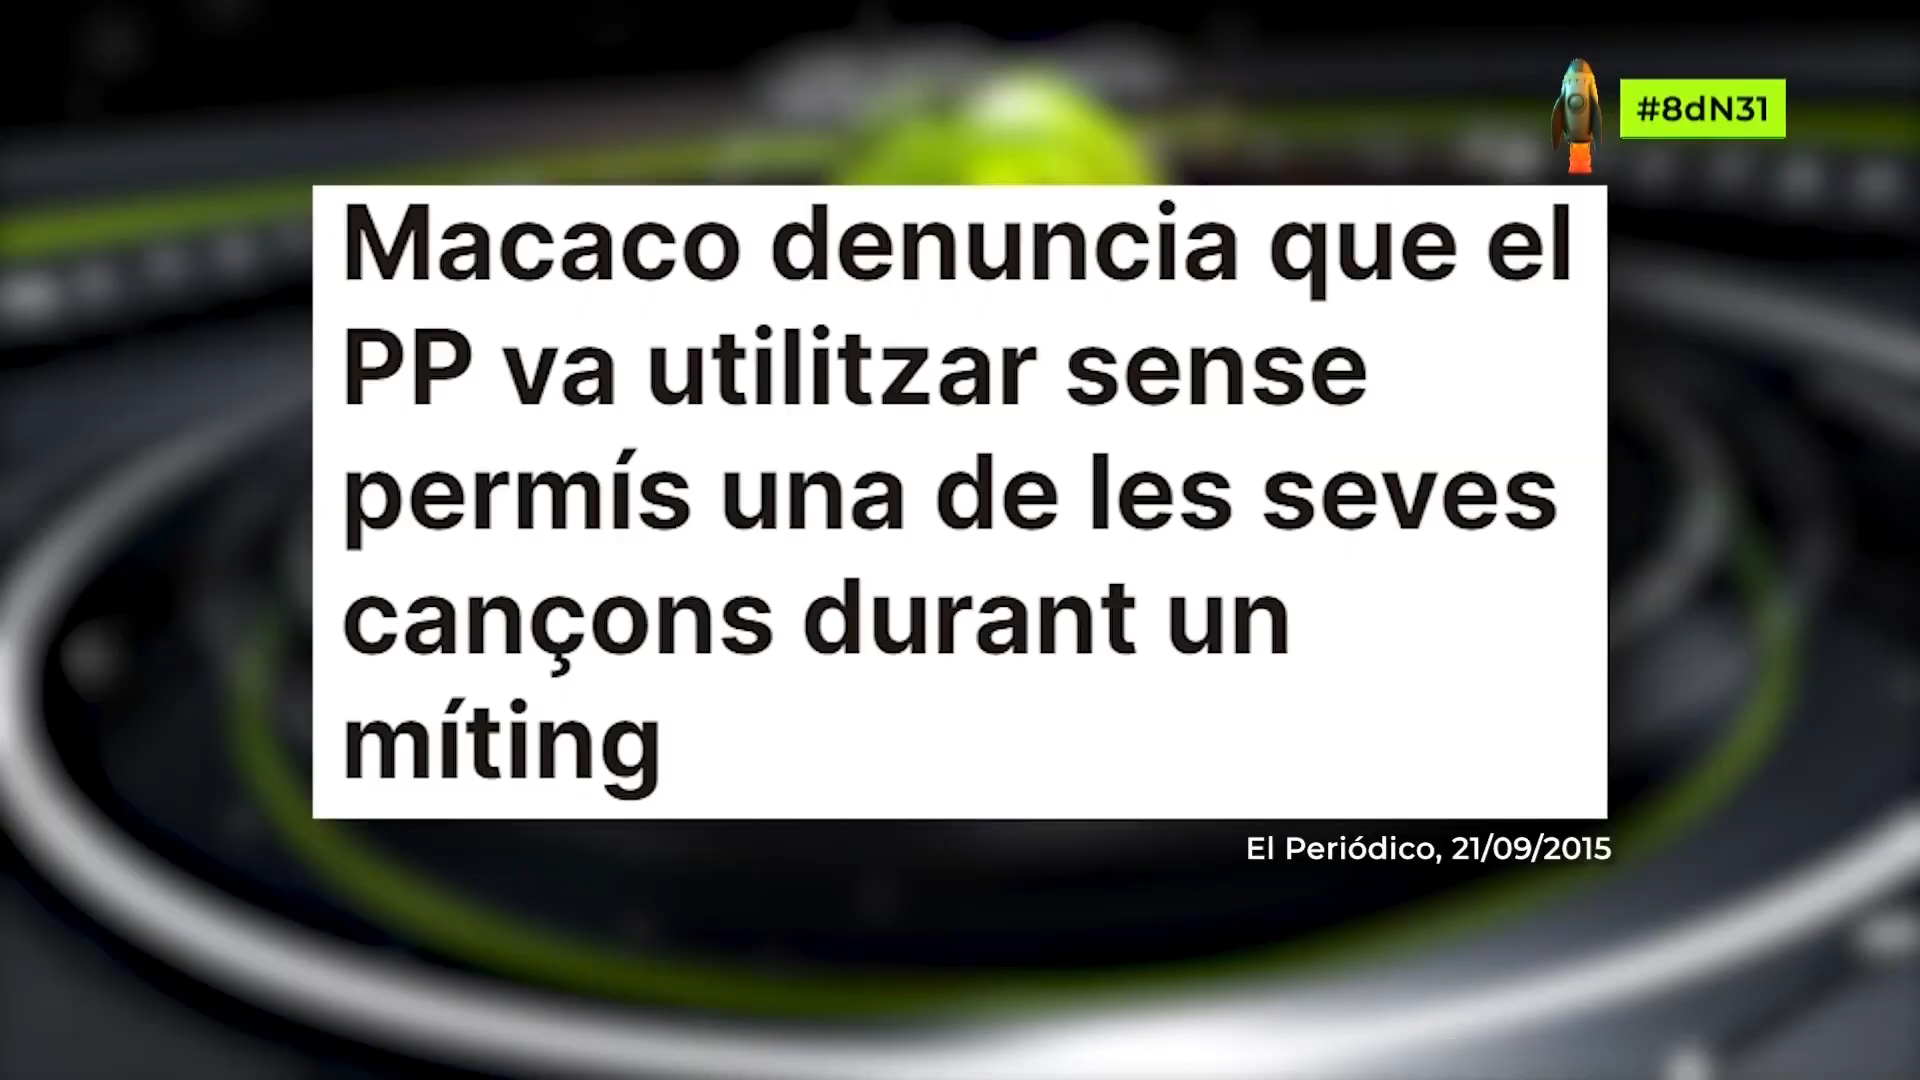 #8dN31
Macaco denuncia que el
PP va utilitzar sense
permís una de les seves
cançons durant un
míting
El Periódico, 21/09/2015